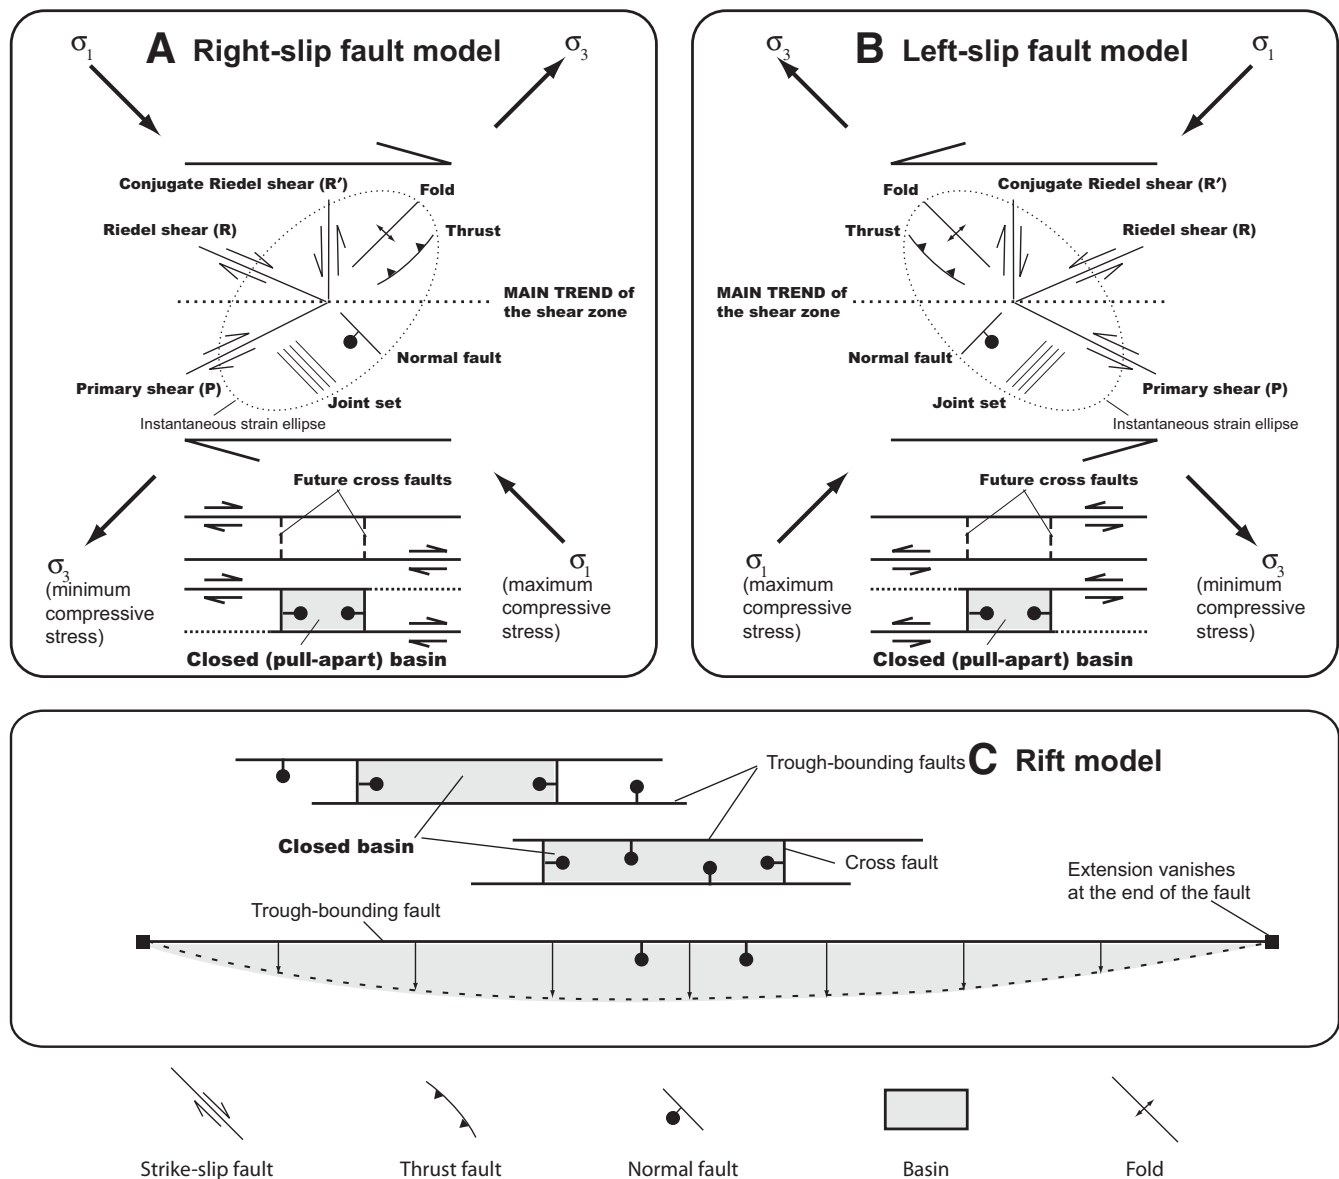 A Right-slip fault model
σ1
σ3
Conjugate Riedel shear (R′)
Fold
Riedel shear (R)
Thrust
MAIN TREND of
the shear zone
Normal fault
Primary shear (P)
Joint set
Instantaneous strain ellipse
Future cross faults
σ3
(minimum
compressive
stress)
σ1
(maximum
compressive
stress)
Closed (pull-apart) basin
B Left-slip fault model
σ3
σ1
Fold
Conjugate Riedel shear (R′)
Thrust
Riedel shear (R)
MAIN TREND of
the shear zone
Normal fault
Primary shear (P)
Joint set
Instantaneous strain ellipse
Future cross faults
σ1
(maximum
compressive
stress)
σ3
(minimum
compressive
stress)
Closed (pull-apart) basin
C Rift model
Trough-bounding faults
Closed basin
Cross fault
Extension vanishes
at the end of the fault
Trough-bounding fault
Strike-slip fault
Thrust fault
Normal fault
Basin
Fold